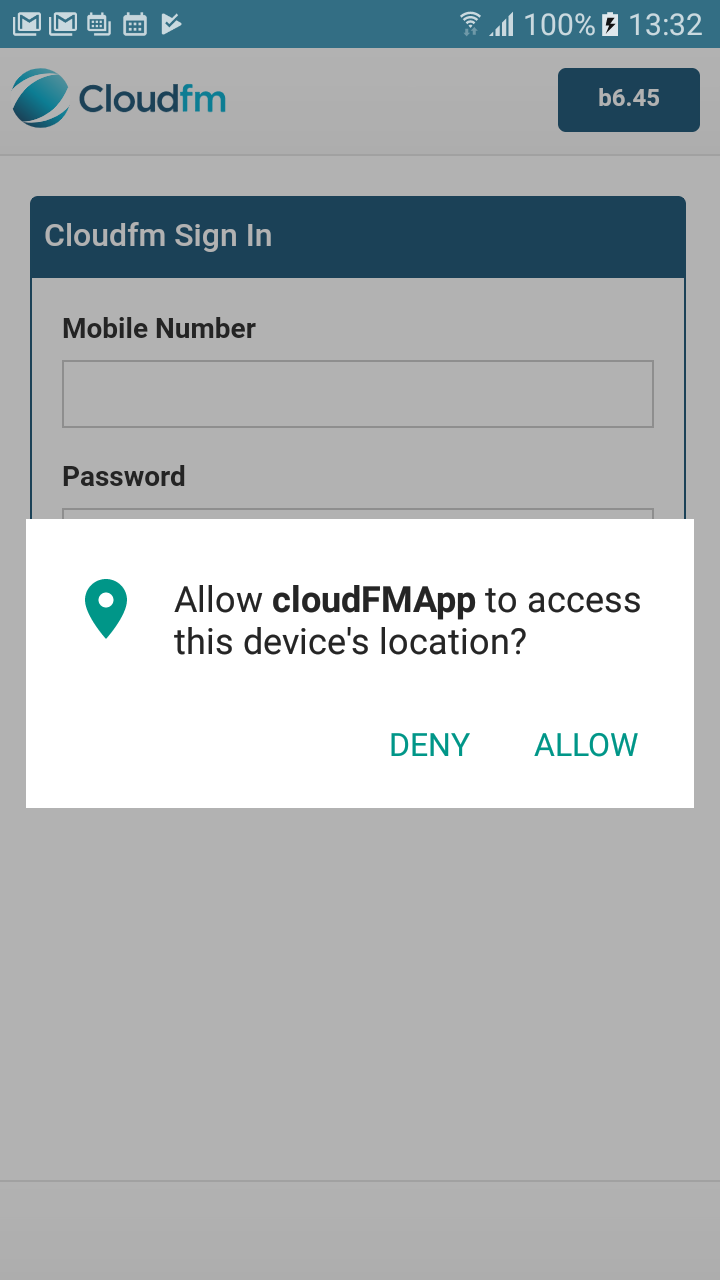 100% 13:32
Cloudfm
b6.45
Cloudfm Sign In
Mobile Number
Password
Allow cloudFMApp to access
this device's location?
DENY ALLOW